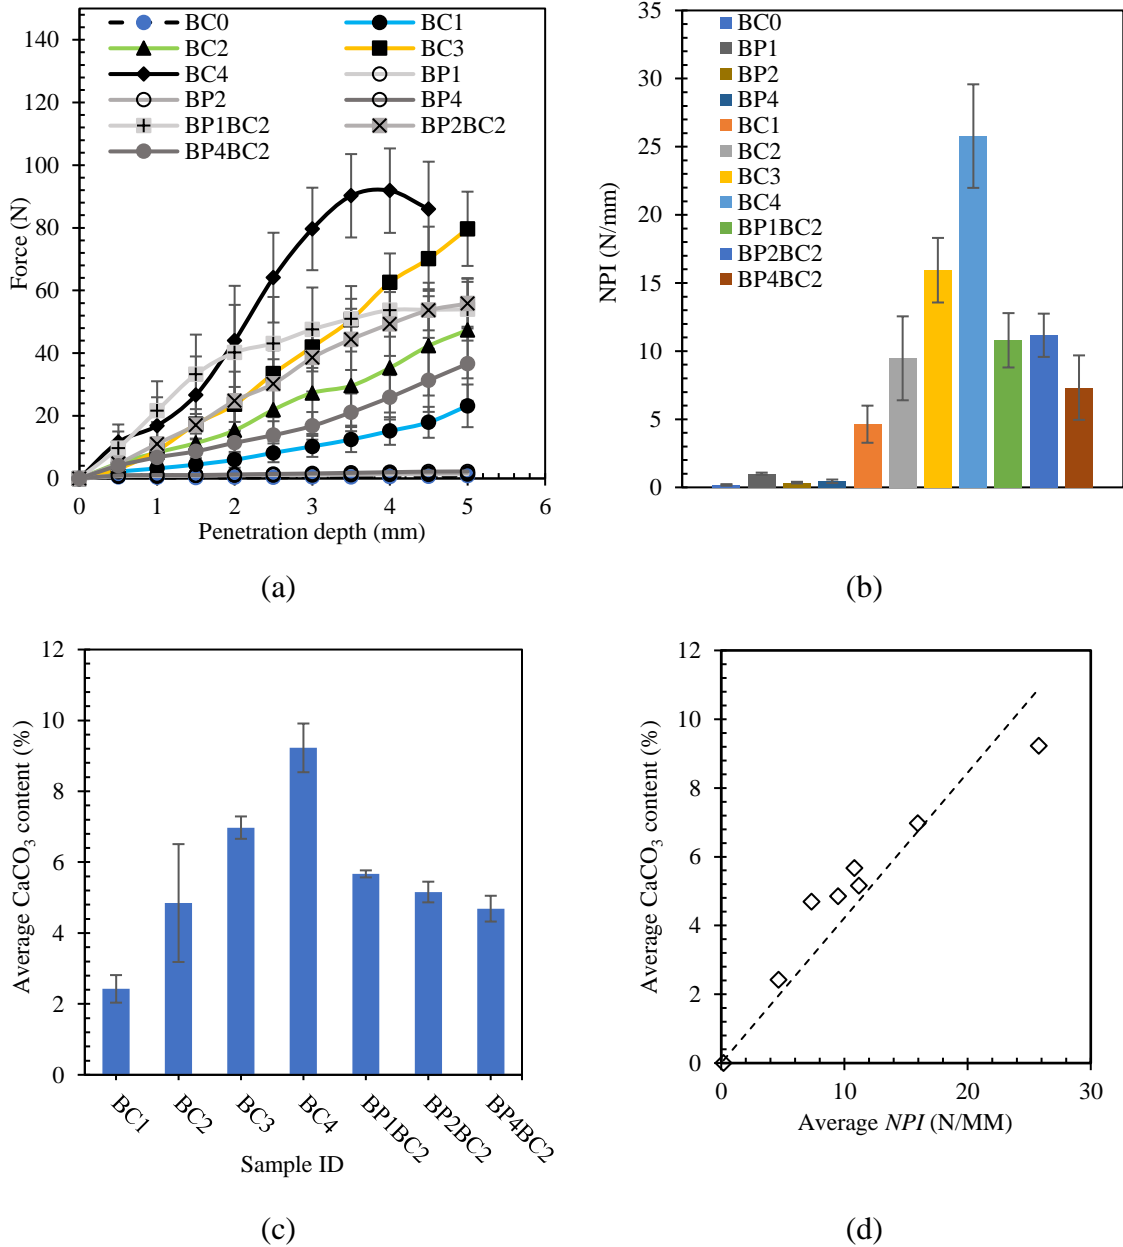 140
120
100
80
60
40
20
0
Force (N)
BC0
BC1
BC2
BC3
BC4
BP1
BP2
BP4
BP1BC2
BP2BC2
BP4BC2
0 1 2 3 4 5 6
Penetration depth (mm)
(a)
35
30
25
20
15
10
5
0
NPI (N/mm)
BC0
BP1
BP2
BP4
BC1
BC2
BC3
BC4
BP1BC2
BP2BC2
BP4BC2
(b)
12
10
8
6
4
2
0
Average CaCO₃ content (%)
BC1 BC2 BC3 BC4 BP1BC2 BP2BC2 BP4BC2
Sample ID
(c)
12
10
8
6
4
2
0
Average CaCO₃ content (%)
0 10 20 30
Average NPI (N/MM)
(d)